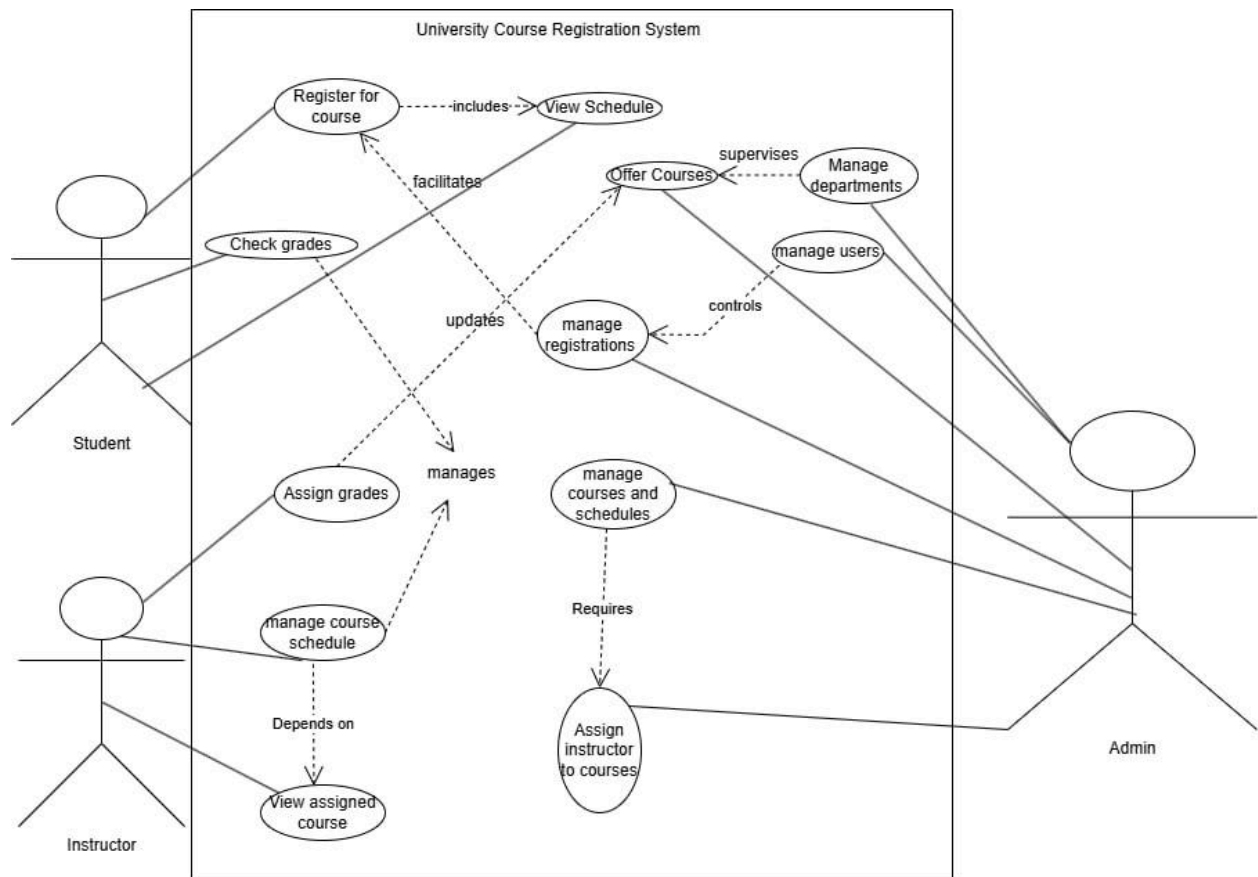 University Course Registration System
Register for
course
includes
View Schedule
supervises
Manage
departments
Offer Courses
facilitates
Check grades
manage users
controls
updates
manage
registrations
Student
manages
manage
courses and
schedules
Assign grades
Requires
manage course
schedule
Depends on
Assign
instructor
to courses
Admin
View assigned
course
Instructor